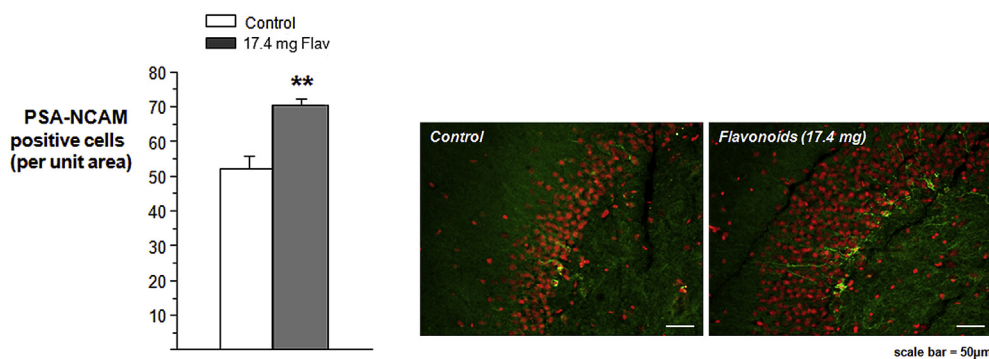 Control
17.4 mg Flav
**
PSA-NCAM
positive cells
(per unit area)
80
70
60
50
40
30
20
10
Control
Flavonoids (17.4 mg)
scale bar = 50µm